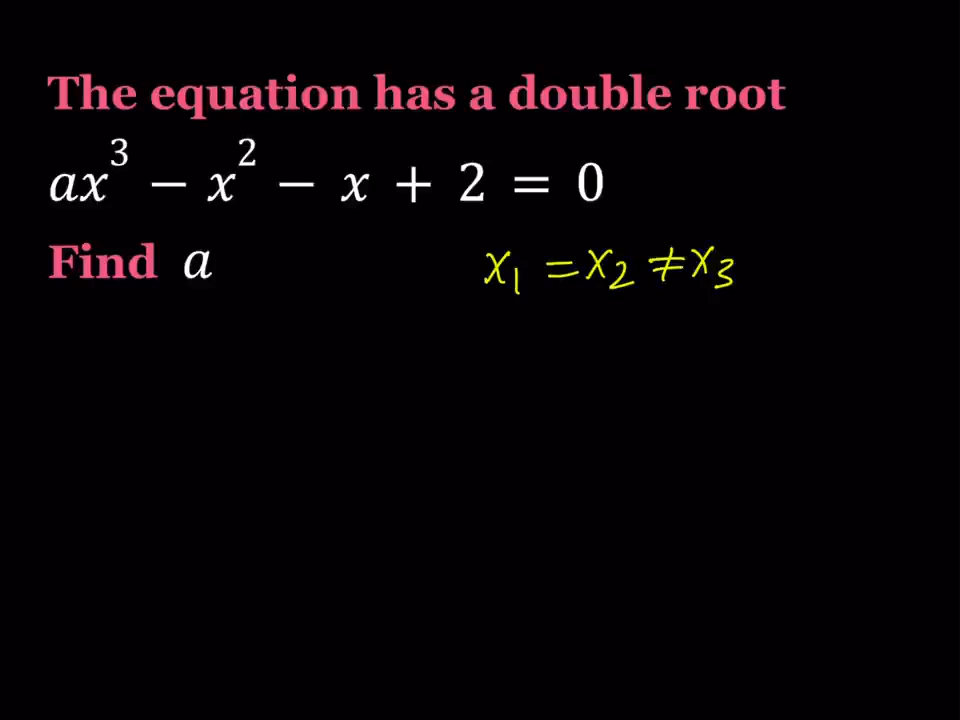 The equation has a double root
ax³ − x² − x + 2 = 0
Find a
x₁ = x₂ ≠ x₃